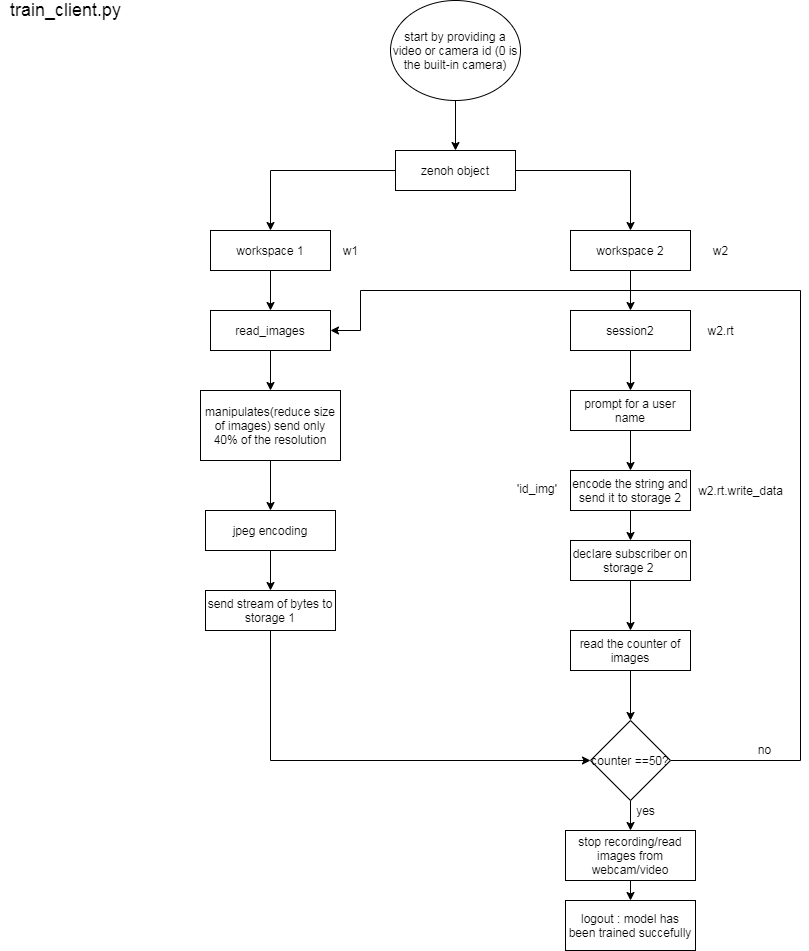 train_client.py
start by providing a
video or camera id (0 is
the built-in camera)
zenoh object
workspace 1
w1
workspace 2
w2
read_images
session2
w2.rt
manipulates(reduce size
of images) send only
40% of the resolution
prompt for a user
name
'id_img'
encode the string and
send it to storage 2
w2.rt.write_data
jpeg encoding
declare subscriber on
storage 2
send stream of bytes to
storage 1
read the counter of
images
counter ==50?
no
yes
stop recording/read
images from
webcam/video
logout : model has
been trained succefully